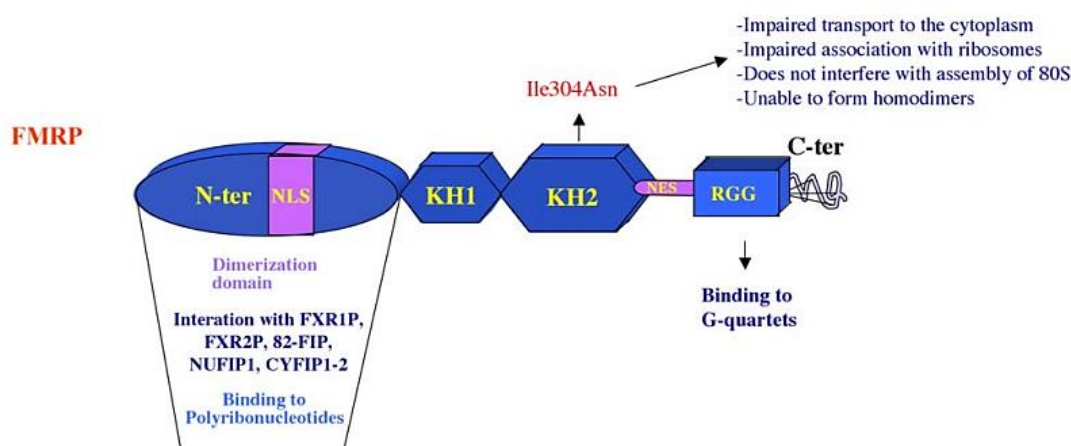 -Impaired transport to the cytoplasm
-Impaired association with ribosomes
-Does not interfere with assembly of 80S
-Unable to form homodimers
Ile304Asn
FMRP
C-ter
N-ter
NLS
KH1
KH2
NES
RGG
Dimerization
domain
Interation with FXR1P,
FXR2P, 82-FIP,
NUFIP1, CYFIP1-2
Binding to
Polyribonucleotides
Binding to
G-quartets